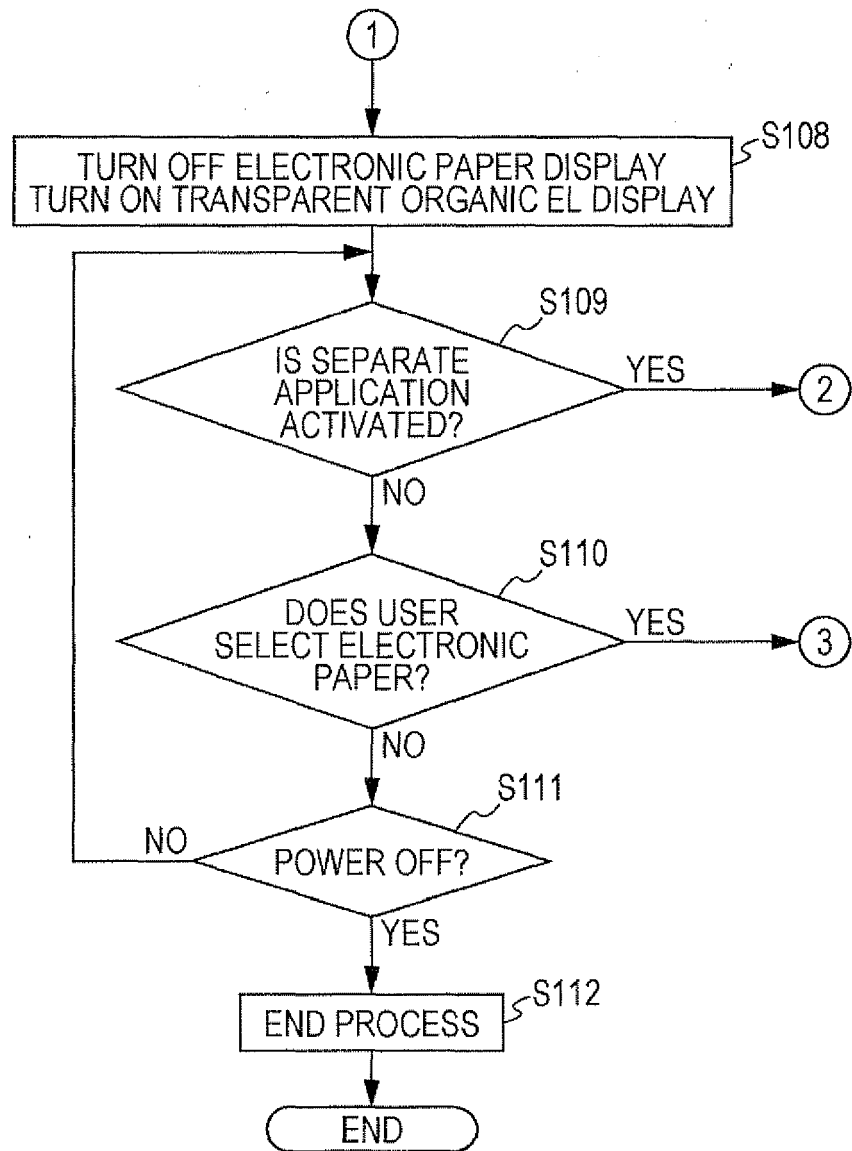 1
S108
TURN OFF ELECTRONIC PAPER DISPLAY
TURN ON TRANSPARENT ORGANIC EL DISPLAY
S109
IS SEPARATE
APPLICATION
ACTIVATED?
YES
2
NO
S110
DOES USER
SELECT ELECTRONIC
PAPER?
YES
3
NO
S111
NO
POWER OFF?
YES
S112
END PROCESS
END